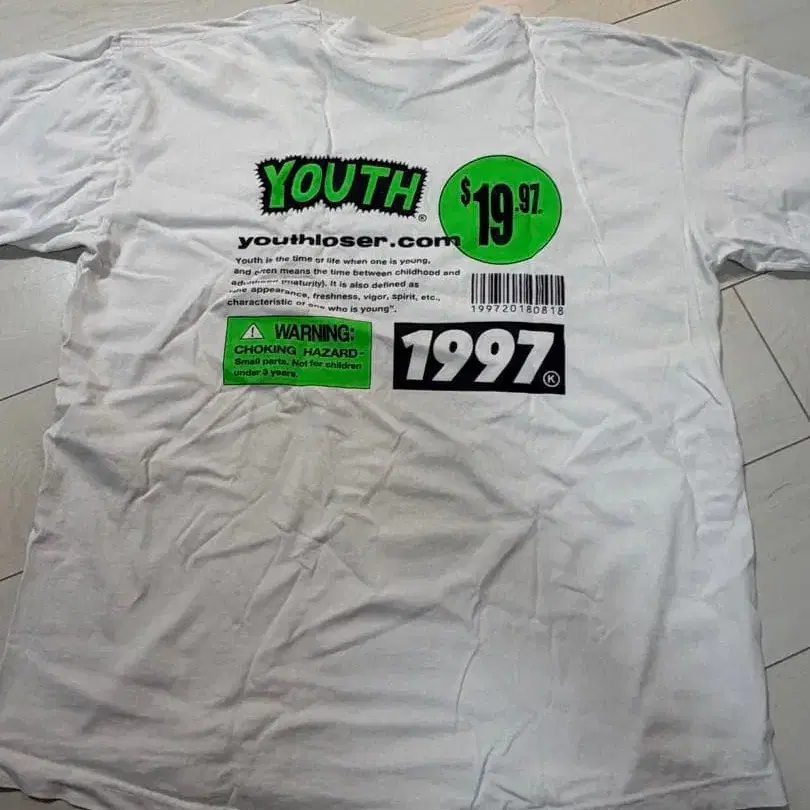 YOUTH®
$19.97
youthloser.com
Youth is the time of life when one is young,
and often means the time between childhood and
adulhood (maturity). It is also defined as
appearance, freshness, vigor, spirit, etc.,
characteristic of one who is young".
199720180818
⚠ WARNING:
CHOKING HAZARD-
Small parts. Not for children
under 3 years.
1997.
Ⓚ